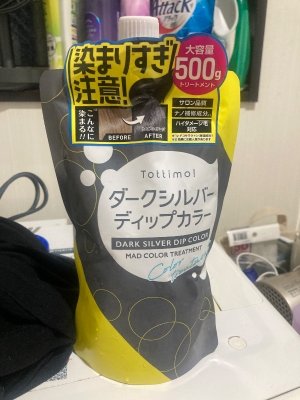 Attack
染まりすぎ
注意!
こんなに
染まる!!
BEFORE
AFTER
大容量
500g
トリートメント
サロン品質
ナノ補修成分
ハイダメージ毛
対応
Tottimol
ダークシルバー
ディップカラー
DARK SILVER DIP COLOR
MAD COLOR TREATMENT
Color